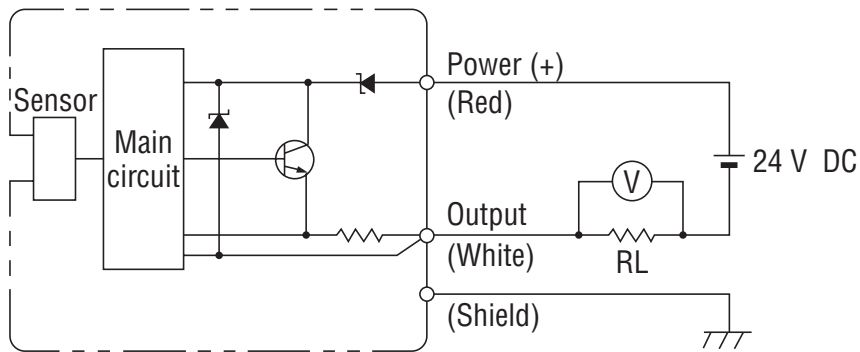 Sensor
Main
circuit
Power (+)
(Red)
V
24 V DC
Output
(White)
RL
(Shield)